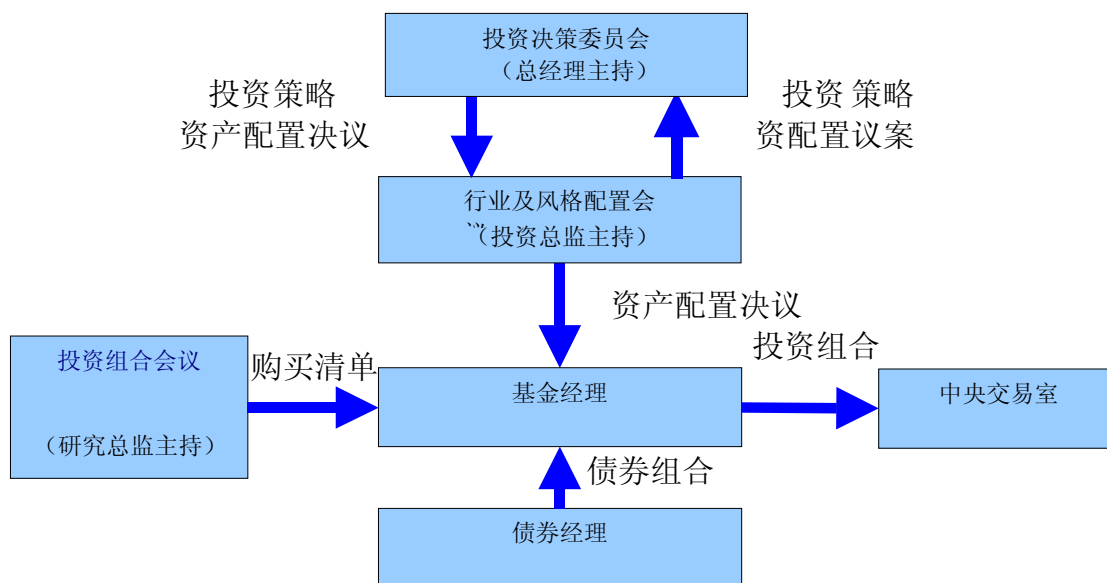 投资决策委员会
（总经理主持）
投资策略
资产配置决议
投资 策略
资配置议案
行业及风格配置会
（投资总监主持）
资产配置决议
投资组合会议
（研究总监主持）
购买清单
基金经理
投资组合
中央交易室
债券组合
债券经理